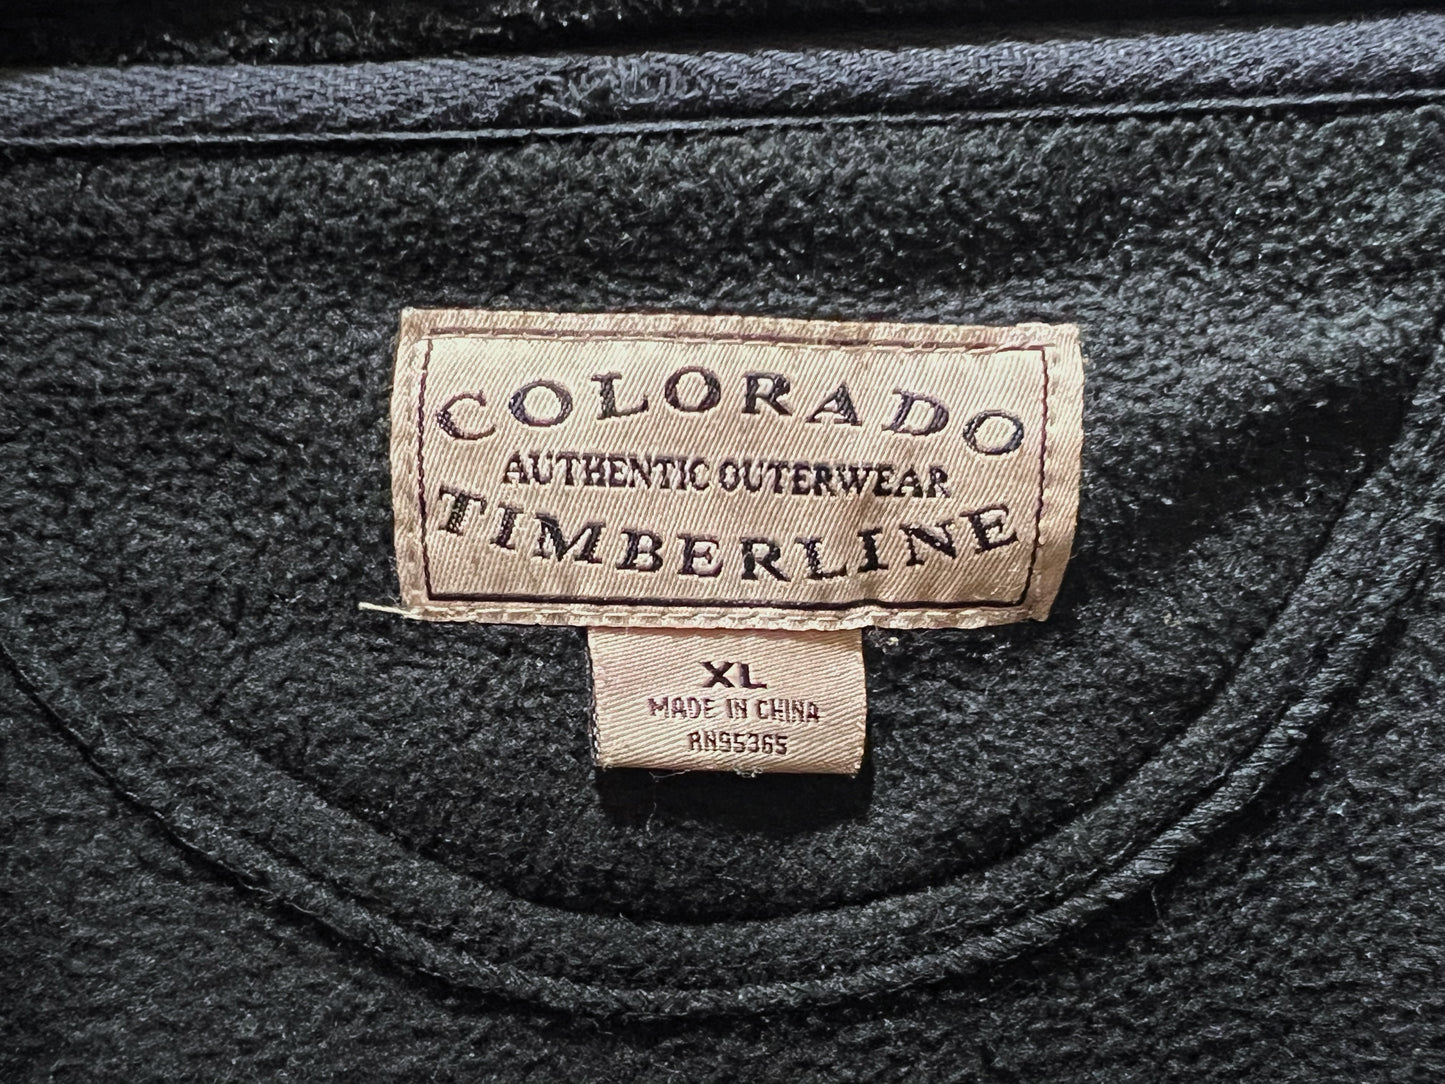 COLORADO
AUTHENTIC OUTERWEAR
TIMBERLINE
XL
MADE IN CHINA
RN95365